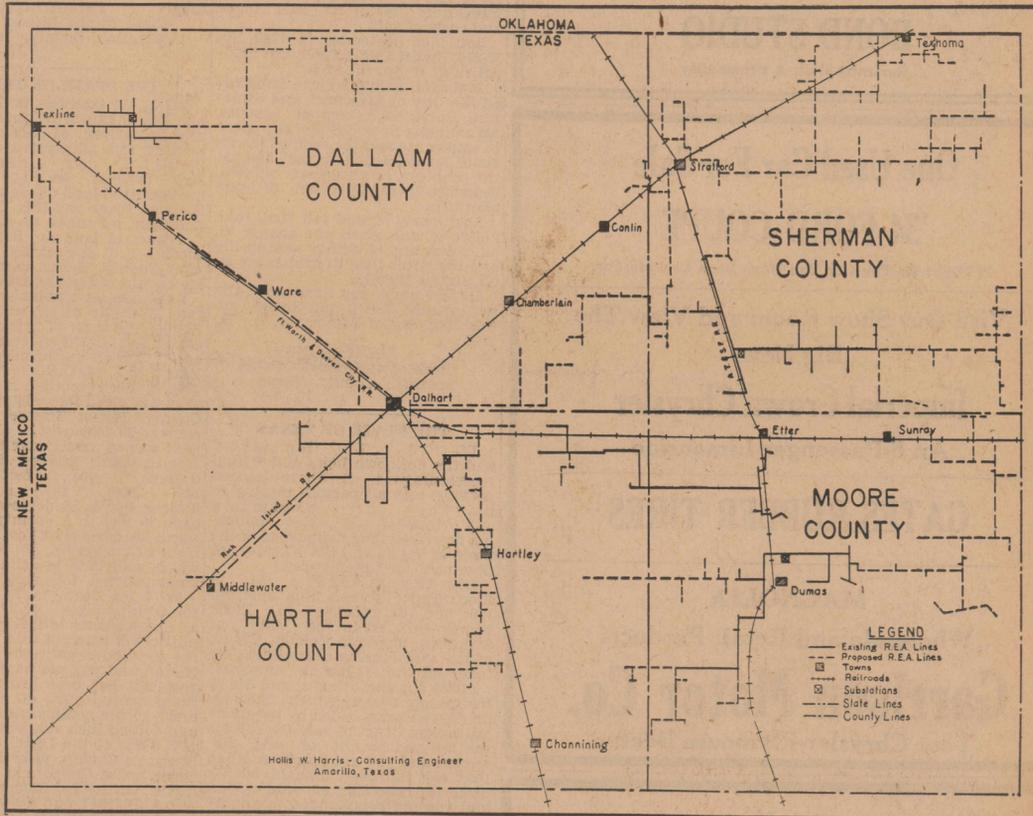 OKLAHOMA
TEXAS
Texhoma
Texline
DALLAM
COUNTY
Stratford
Perico
Conlin
SHERMAN
COUNTY
Ware
Chamberlain
Ft Worth & Denver City R.R.
A.T.&S.F. R.R.
Dalhart
NEW MEXICO
TEXAS
Etter
Sunray
MOORE
COUNTY
Rock Island R.R.
Hartley
Middlewater
Dumas
HARTLEY
COUNTY
LEGEND
Existing R.E.A. Lines
Proposed R.E.A. Lines
Towns
Railroads
Substations
State Lines
County Lines
Channining
Hollis W. Harris - Consulting Engineer
Amarillo, Texas